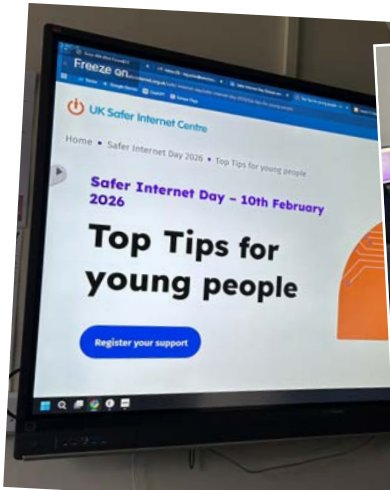 Freeze on...
UK Safer Internet Centre
Home • Safer Internet Day 2026 • Top Tips for young people
Safer Internet Day – 10th February
2026
Top Tips for
young people
Register your support